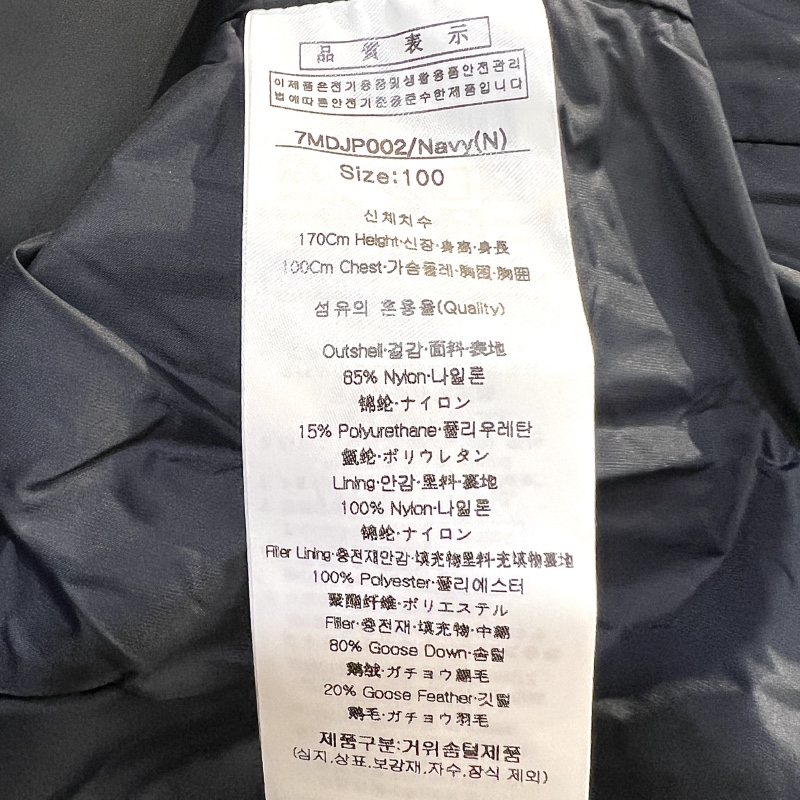 品質表示
이 제품은 전기용품 및 생활용품 안전관리
법에 따른 안전기준을 준수한 제품입니다
7MDJP002/Navy(N)
Size:100
신체치수
170Cm Height·신장·身高·身長
100Cm Chest·가슴둘레·胸围·胸囲
섬유의 혼용율(Quality)
Outshell·겉감·面料·表地
85% Nylon·나일론
锦纶·ナイロン
15% Polyurethane·폴리우레탄
氨纶·ポリウレタン
Lining·안감·里料·裏地
100% Nylon·나일론
锦纶·ナイロン
Filler Lining·충전재안감·填充物里料·充填物裏地
100% Polyester·폴리에스터
聚酯纤维·ポリエステル
Filler·충전재·填充物·中綿
80% Goose Down·솜털
鹅绒·ガチョウ綿毛
20% Goose Feather·깃털
鹅毛·ガチョウ羽毛
제품구분:거위솜털제품
(심지,상표,보강재,자수,장식 제외)